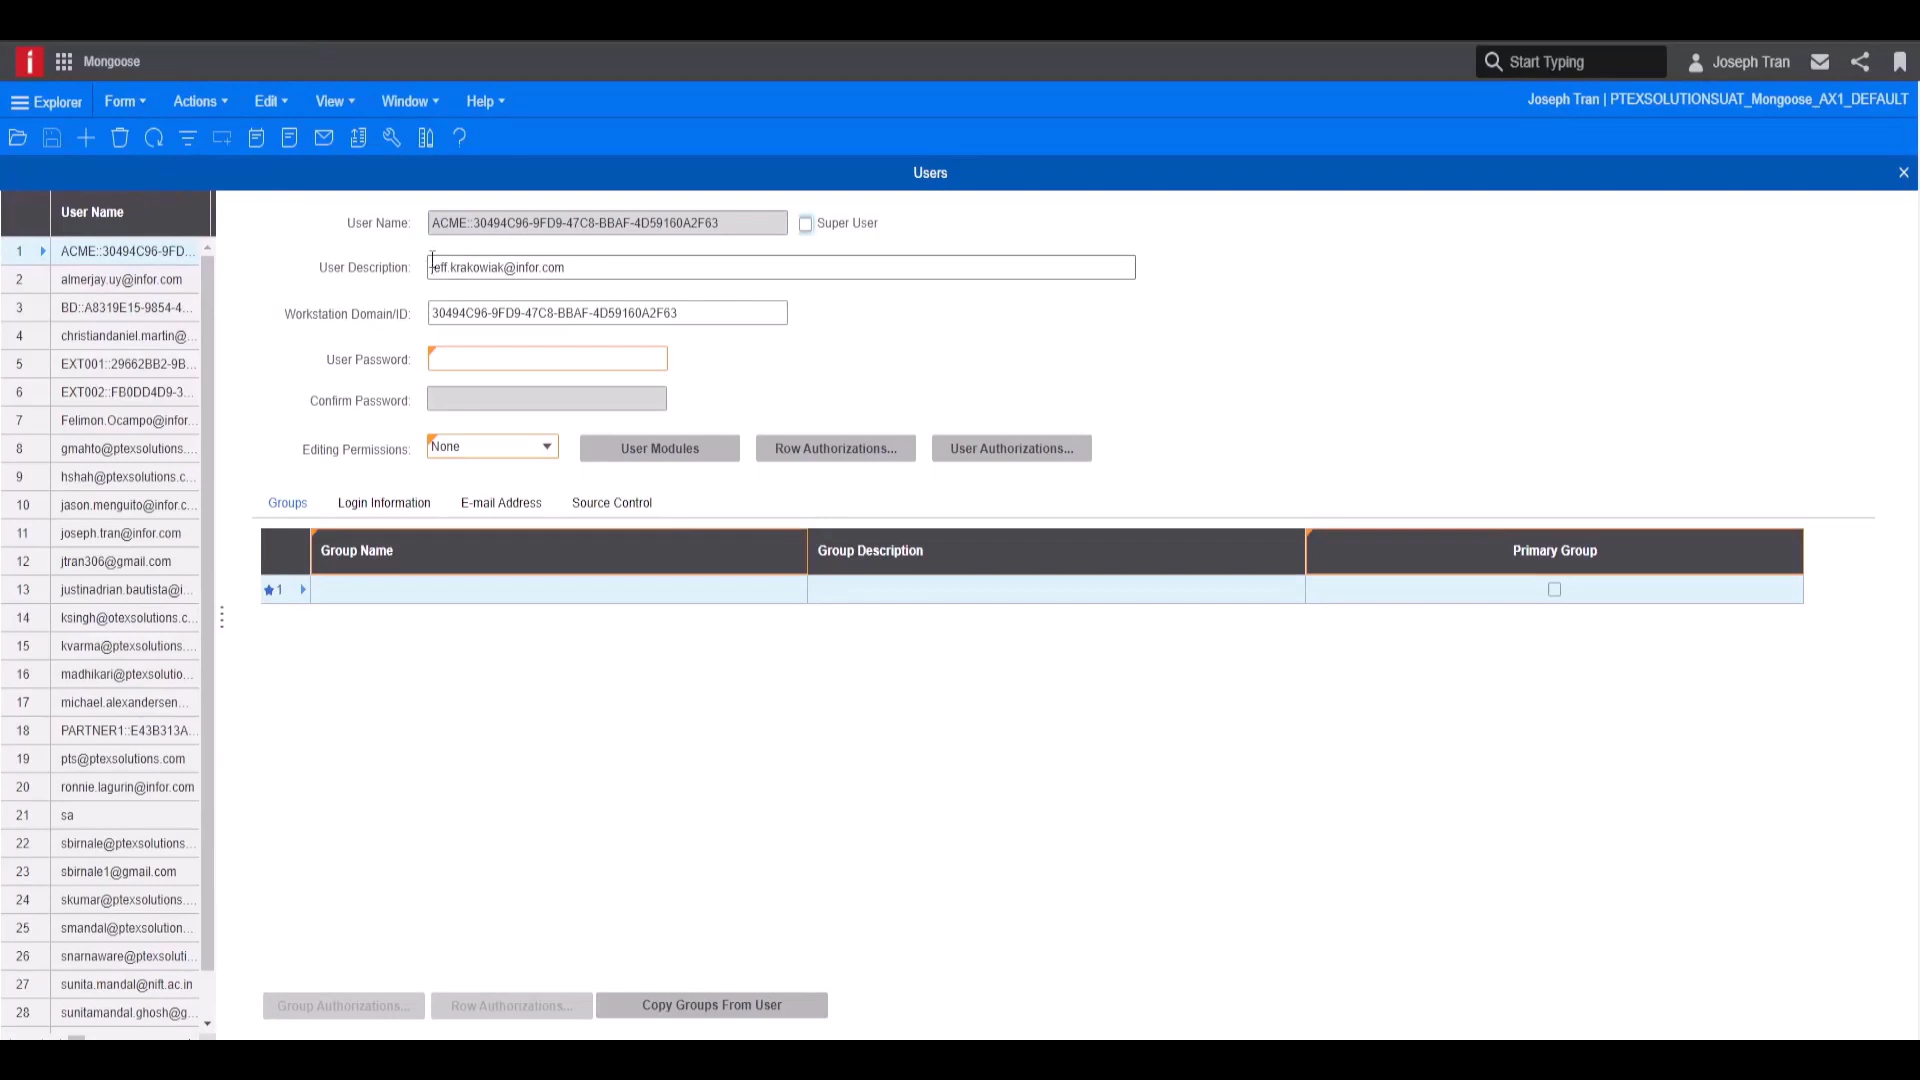 Mongoose
Start Typing
Joseph Tran
Explorer Form Actions Edit View Window Help
Joseph Tran | PTEXSOLUTIONSUAT_Mongoose_AX1_DEFAULT
Users
User Name
1 ACME::30494C96-9FD...
2 almerjay.uy@infor.com
3 BD::A8319E15-9854-4...
4 christiandaniel.martin@...
5 EXT001::29662BB2-9B...
6 EXT002::FB0DD4D9-3...
7 Felimon.Ocampo@infor...
8 gmahto@ptexsolutions....
9 hshah@ptexsolutions.c...
10 jason.menguito@infor.c...
11 joseph.tran@infor.com
12 jtran306@gmail.com
13 justinadrian.bautista@i...
14 ksingh@otexsolutions.c...
15 kvarma@ptexsolutions....
16 madhikari@ptexsolutio...
17 michael.alexandersen...
18 PARTNER1::E43B313A...
19 pts@ptexsolutions.com
20 ronnie.lagurin@infor.com
21 sa
22 sbirnale@ptexsolutions...
23 sbirnale1@gmail.com
24 skumar@ptexsolutions....
25 smandal@ptexsolution...
26 snarnaware@ptexsoluti...
27 sunita.mandal@nift.ac.in
28 sunitamandal.ghosh@g...
User Name: ACME::30494C96-9FD9-47C8-BBAF-4D59160A2F63 Super User
User Description: jeff.krakowiak@infor.com
Workstation Domain/ID: 30494C96-9FD9-47C8-BBAF-4D59160A2F63
User Password:
Confirm Password:
Editing Permissions: None User Modules Row Authorizations... User Authorizations...
Groups Login Information E-mail Address Source Control
Group Name Group Description Primary Group
1
Group Authorizations... Row Authorizations... Copy Groups From User